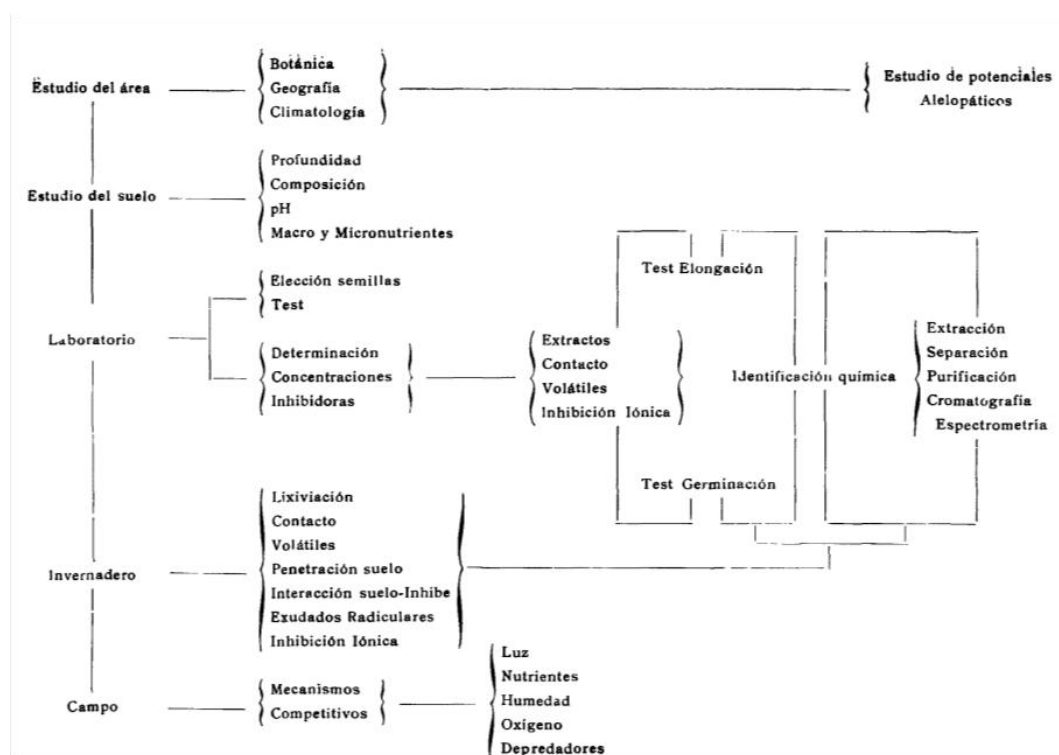 Estudio del área
Botánica
Geografía
Climatología
Estudio de potenciales
Alelopáticos
Estudio del suelo
Profundidad
Composición
pH
Macro y Micronutrientes
Laboratorio
Elección semillas
Test
Determinación
Concentraciones
Inhibidoras
Extractos
Contacto
Volátiles
Inhibición Iónica
Test Elongación
Test Germinación
Identificación química
Extracción
Separación
Purificación
Cromatografía
Espectrometría
Invernadero
Lixiviación
Contacto
Volátiles
Penetración suelo
Interacción suelo-Inhibe
Exudados Radiculares
Inhibición Iónica
Campo
Mecanismos
Competitivos
Luz
Nutrientes
Humedad
Oxígeno
Depredadores